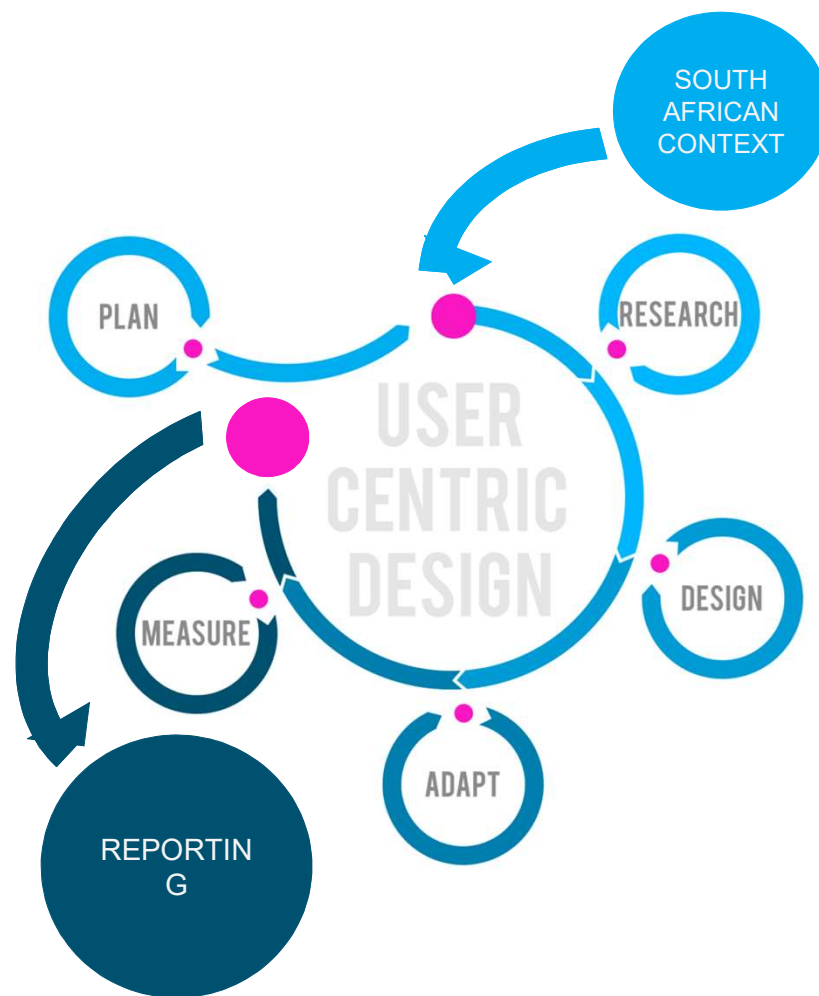 SOUTH
AFRICAN
CONTEXT
PLAN
RESEARCH
USER
CENTRIC
DESIGN
DESIGN
MEASURE
ADAPT
REPORTIN
G